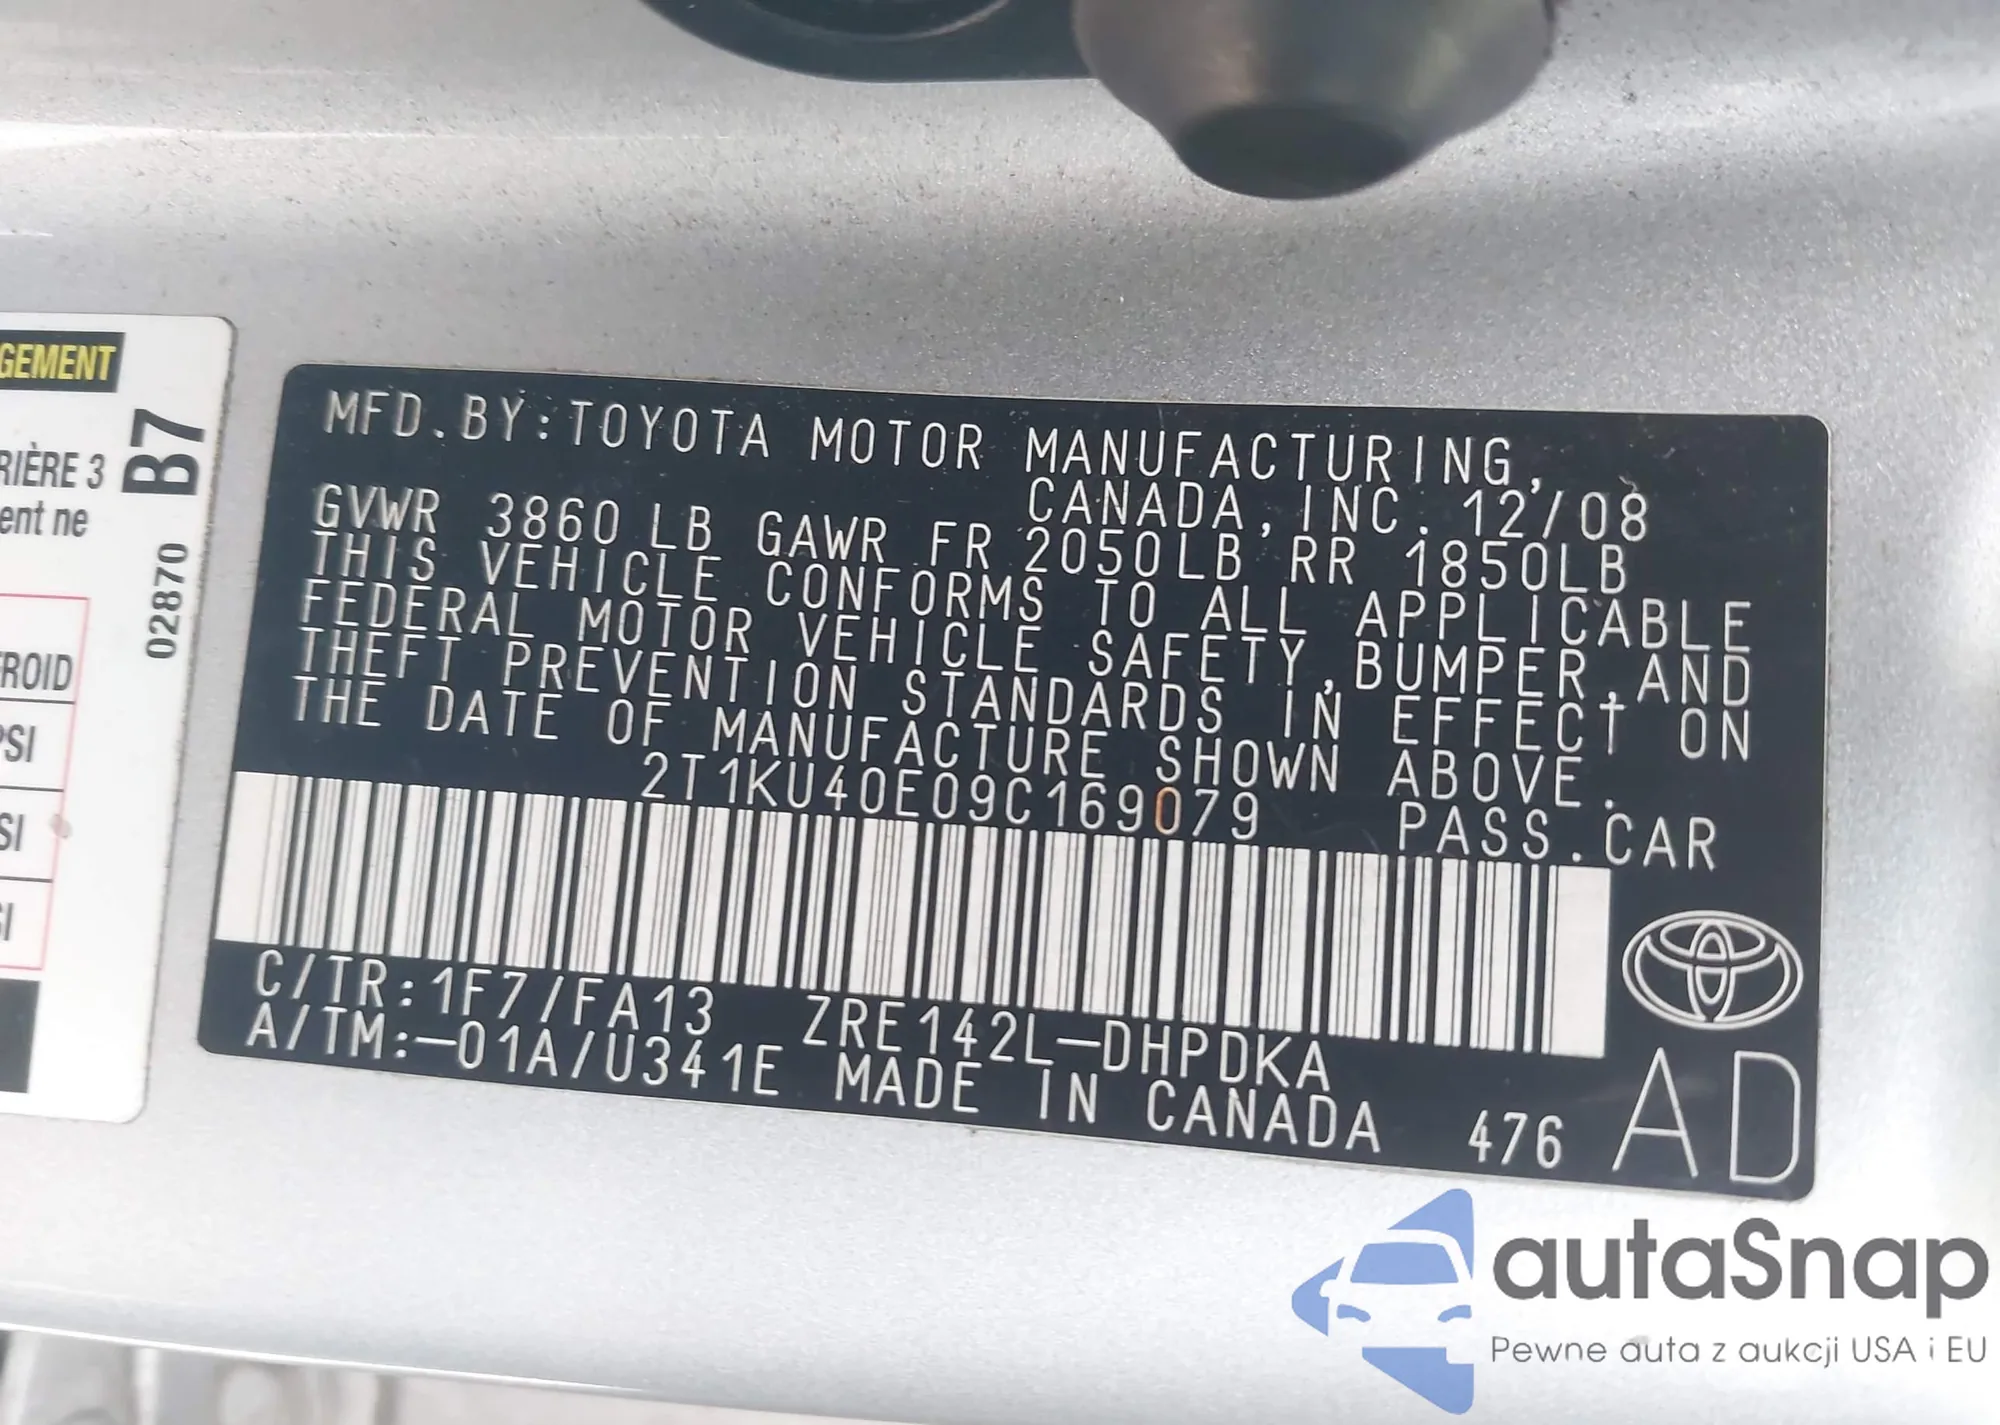 GEMENT
RIÈRE 3
ent ne
B7
02870
FROID
PSI
SI
SI
MFD.BY:TOYOTA MOTOR MANUFACTURING,
CANADA,INC. 12/08
GVWR 3860LB GAWR FR 2050LB RR 1850LB
THIS VEHICLE CONFORMS TO ALL APPLICABLE
FEDERAL MOTOR VEHICLE SAFETY,BUMPER,AND
THEFT PREVENTION STANDARDS IN EFFECT ON
THE DATE OF MANUFACTURE SHOWN ABOVE.
2T1KU40E09C169079 PASS.CAR
C/TR:1F7/FA13 ZRE142L-DHPDKA
A/TM:-01A/U341E MADE IN CANADA 476
AD
autaSnap
Pewne auta z aukcji USA i EU